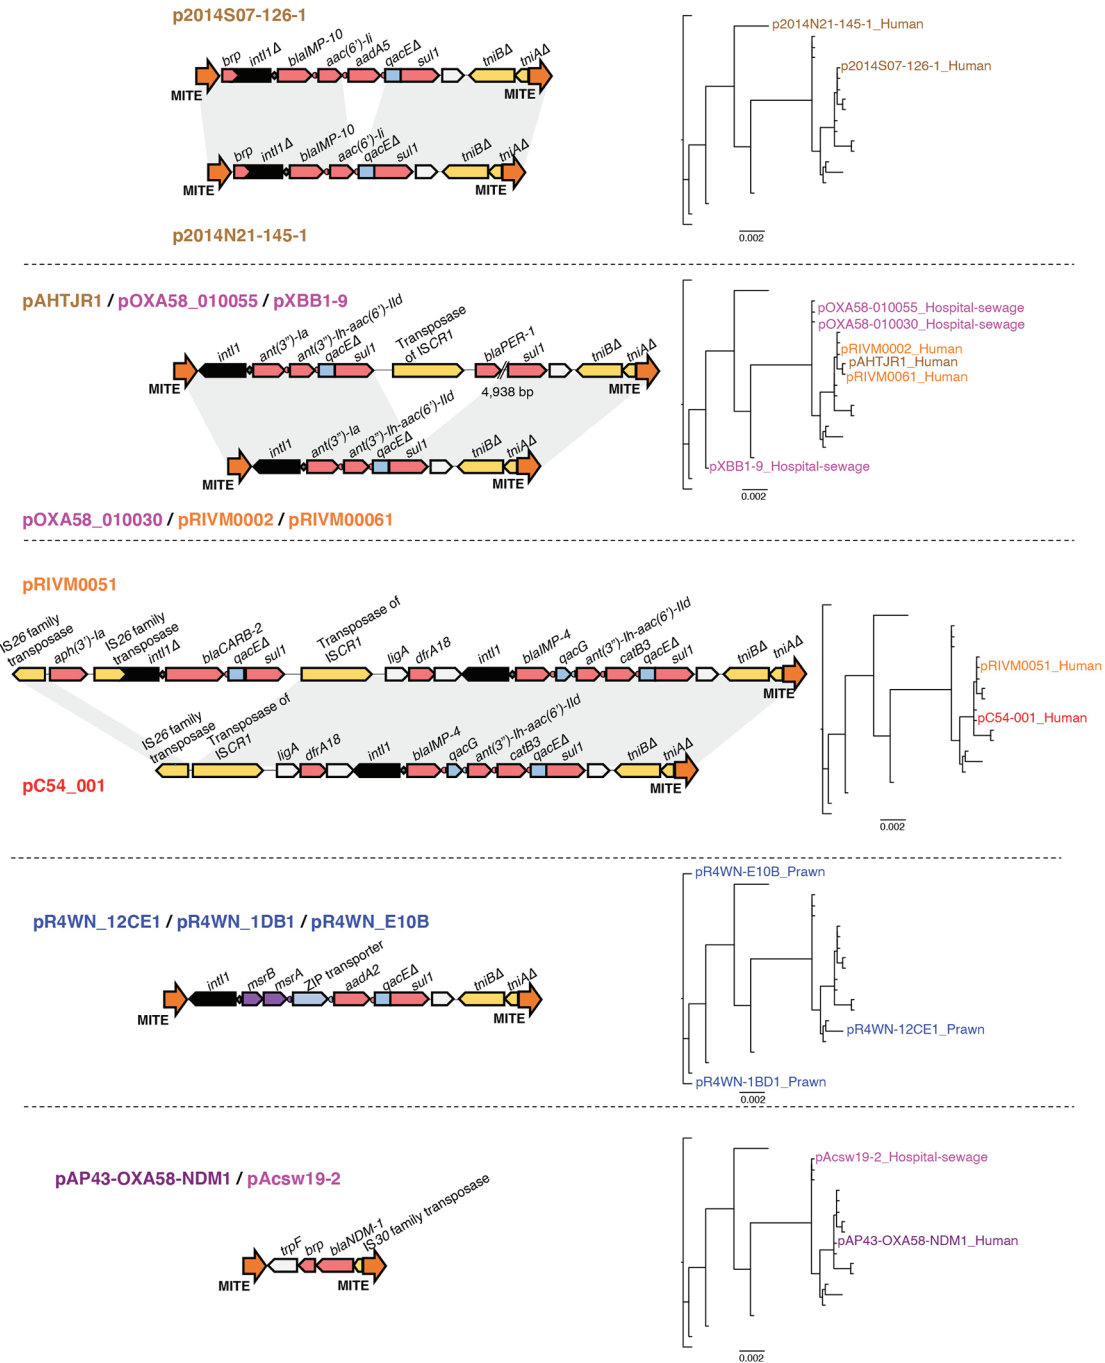 p2014S07-126-1
brp
intI1Δ
blaIMP-10
aac(6’)-Ii
aadA5
qacEΔ
sul1
tniBΔ
tniAΔ
MITE
MITE
brp
intI1Δ
blaIMP-10
aac(6’)-Ii
qacEΔ
sul1
tniBΔ
tniAΔ
MITE
MITE
p2014N21-145-1
p2014N21-145-1_Human
p2014S07-126-1_Human
0.002
pAHTJR1 / pOXA58_010055 / pXBB1-9
intI1
ant(3”)-Ia
ant(3”)-Ih-aac(6’)-IId
qacEΔ
sul1
Transposase
of ISCR1
blaPER-1
sul1
tniBΔ
tniAΔ
MITE
4,938 bp
MITE
intI1
ant(3”)-Ia
ant(3”)-Ih-aac(6’)-IId
qacEΔ
sul1
tniBΔ
tniAΔ
MITE
MITE
pOXA58_010030 / pRIVM0002 / pRIVM00061
pOXA58-010055_Hospital-sewage
pOXA58-010030_Hospital-sewage
pRIVM0002_Human
pAHTJR1_Human
pRIVM0061_Human
pXBB1-9_Hospital-sewage
0.002
pRIVM0051
IS26 family
transposase
aph(3’)-Ia
IS26 family
transposase
intI1Δ
blaCARB-2
qacEΔ
sul1
Transposase of
ISCR1
ligA
dfrA18
intI1
blaIMP-4
qacG
ant(3”)-Ih-aac(6’)-IId
catB3
qacEΔ
sul1
tniBΔ
tniAΔ
MITE
IS26 family
transposase
Transposase of
ISCR1
ligA
dfrA18
intI1
blaIMP-4
qacG
ant(3”)-Ih-aac(6’)-IId
catB3
qacEΔ
sul1
tniBΔ
tniAΔ
MITE
pC54_001
pRIVM0051_Human
pC54-001_Human
0.002
pR4WN_12CE1 / pR4WN_1DB1 / pR4WN_E10B
intI1
msrB
msrA
ZIP transporter
aadA2
qacEΔ
sul1
tniBΔ
tniAΔ
MITE
MITE
pR4WN-E10B_Prawn
pR4WN-12CE1_Prawn
pR4WN-1BD1_Prawn
0.002
pAP43-OXA58-NDM1 / pAcsw19-2
trpF
brp
blaNDM-1
IS30 family transposase
MITE
MITE
pAcsw19-2_Hospital-sewage
pAP43-OXA58-NDM1_Human
0.002